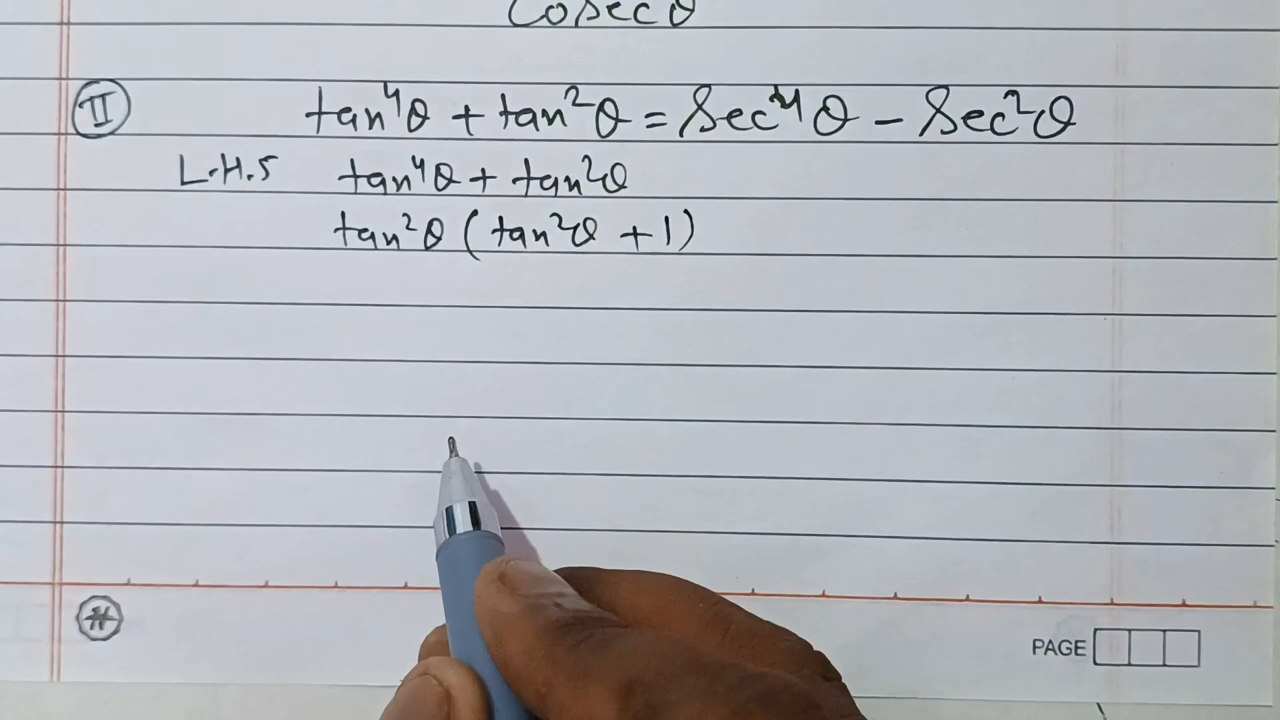 Cosecθ
II tan⁴θ + tan²θ = Sec⁴θ - Sec²θ
L.H.S tan⁴θ + tan²θ
tan²θ (tan²θ + 1)
PAGE